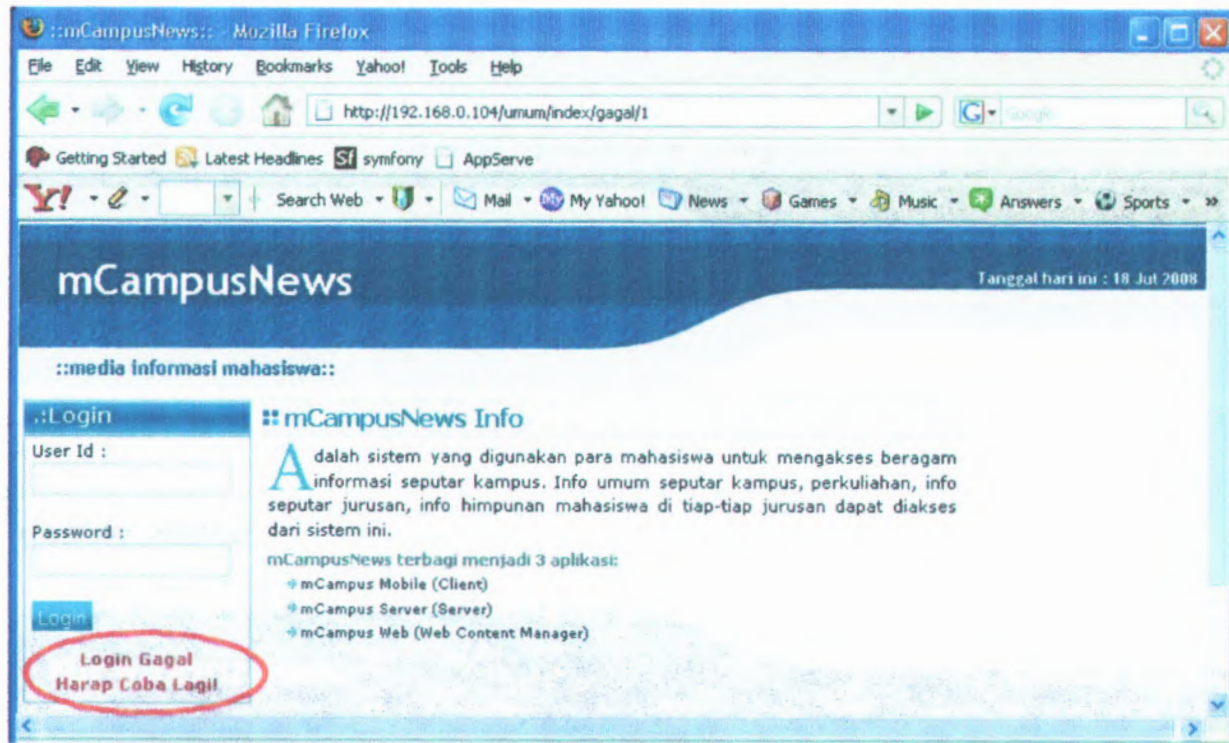 ::mCampusNews:: - Mozilla Firefox
File Edit View History Bookmarks Yahoo! Tools Help
http://192.168.0.104/umum/index/gagal/1
G Google
Getting Started Latest Headlines Sf symfony AppServe
Y! Search Web Mail My Yahoo! News Games Music Answers Sports »
mCampusNews
Tanggal hari ini : 18 Jul 2008
::media informasi mahasiswa::
.:Login
User Id :
Password :
Login
Login Gagal
Harap Coba Lagi!
mCampusNews Info
Adalah sistem yang digunakan para mahasiswa untuk mengakses beragam
informasi seputar kampus. Info umum seputar kampus, perkuliahan, info
seputar jurusan, info himpunan mahasiswa di tiap-tiap jurusan dapat diakses
dari sistem ini.
mCampusNews terbagi menjadi 3 aplikasi:
mCampus Mobile (Client)
mCampus Server (Server)
mCampus Web (Web Content Manager)